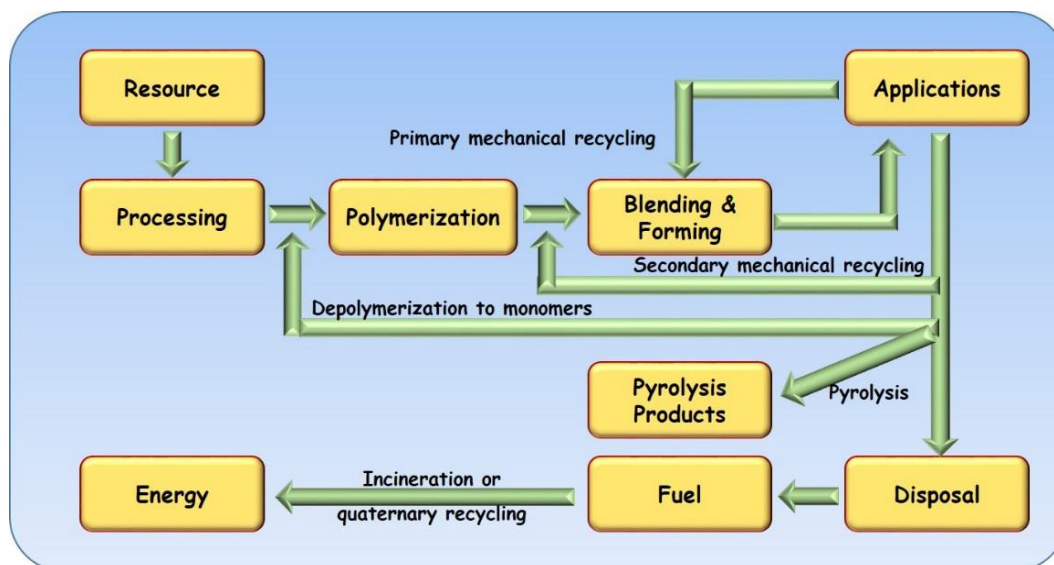 Resource
Applications
Primary mechanical recycling
Processing
Polymerization
Blending &
Forming
Secondary mechanical recycling
Depolymerization to monomers
Pyrolysis
Products
Pyrolysis
Energy
Incineration or
quaternary recycling
Fuel
Disposal